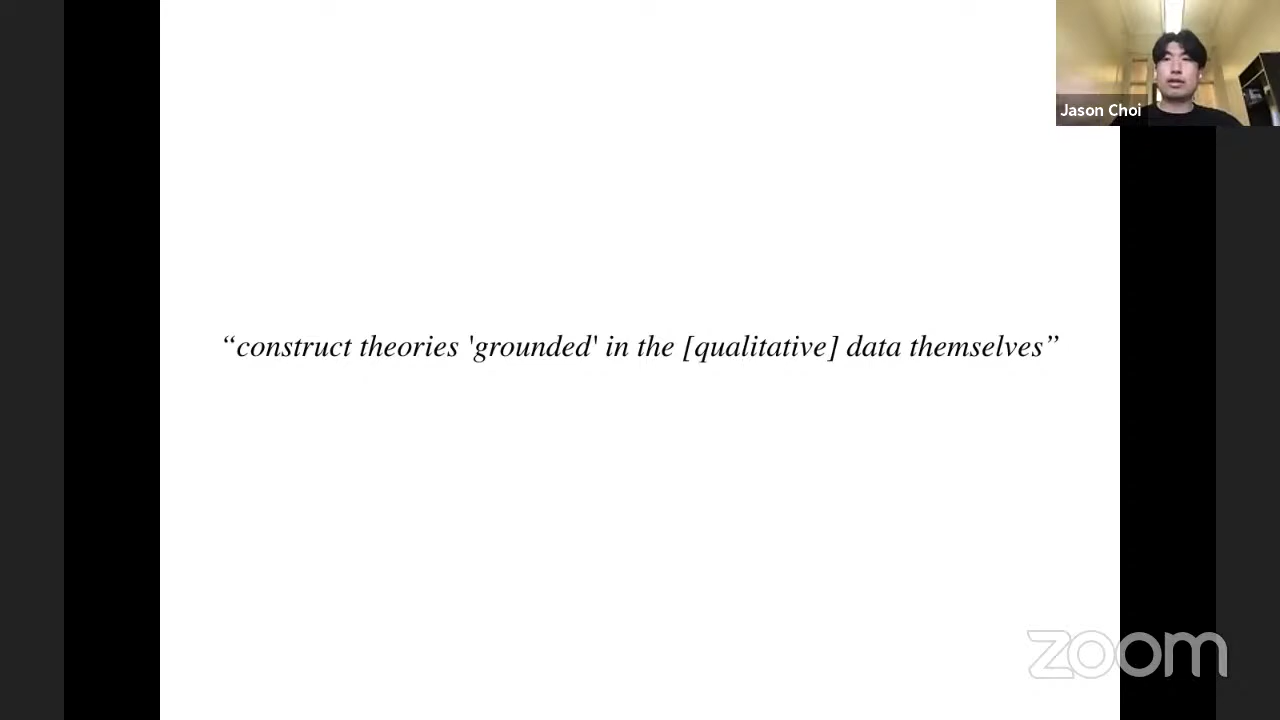 Jason Choi
“construct theories 'grounded' in the [qualitative] data themselves”
zoom